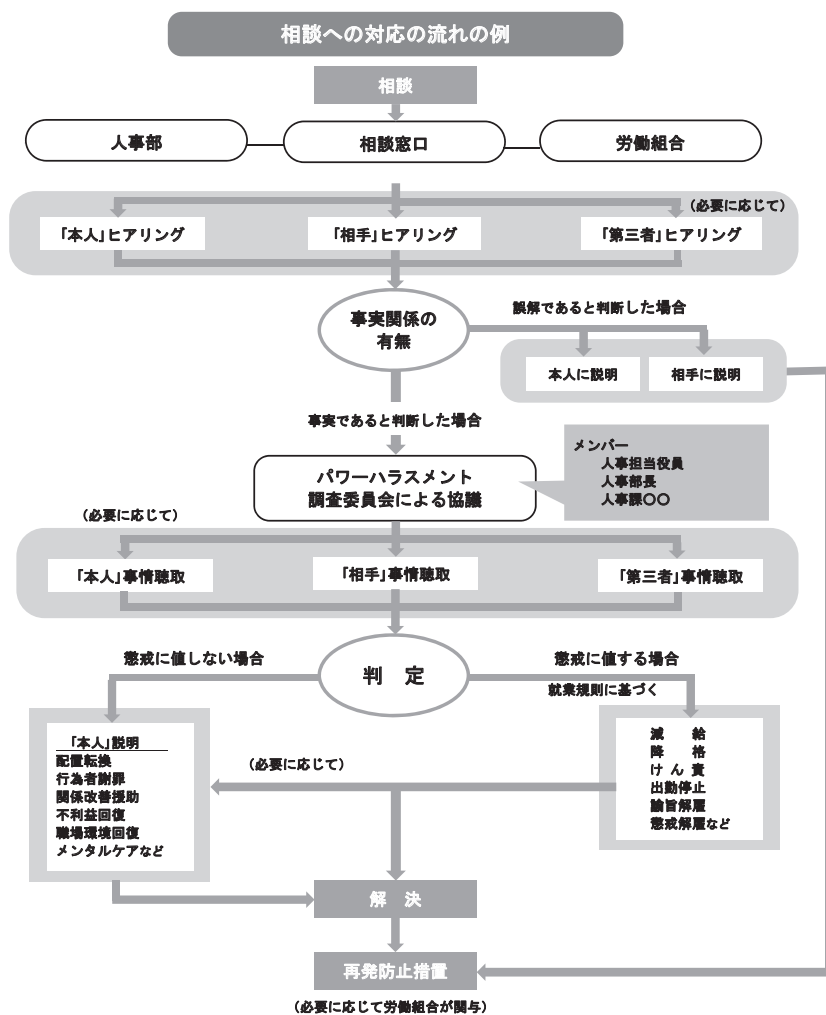 相談への対応の流れの例
相談
人事部
相談窓口
労働組合
（必要に応じて）
「本人」ヒアリング
「相手」ヒアリング
「第三者」ヒアリング
事実関係の
有無
誤解であると判断した場合
本人に説明
相手に説明
事実であると判断した場合
パワーハラスメント
調査委員会による協議
メンバー
人事担当役員
人事部長
人事課〇〇
（必要に応じて）
「本人」事情聴取
「相手」事情聴取
「第三者」事情聴取
判　定
懲戒に値しない場合
懲戒に値する場合
就業規則に基づく
「本人」説明
配置転換
行為者謝罪
関係改善援助
不利益回復
職場環境回復
メンタルケアなど
（必要に応じて）
減　　給
降　　格
け ん 責
出勤停止
諭旨解雇
懲戒解雇など
解　決
再発防止措置
（必要に応じて労働組合が関与）